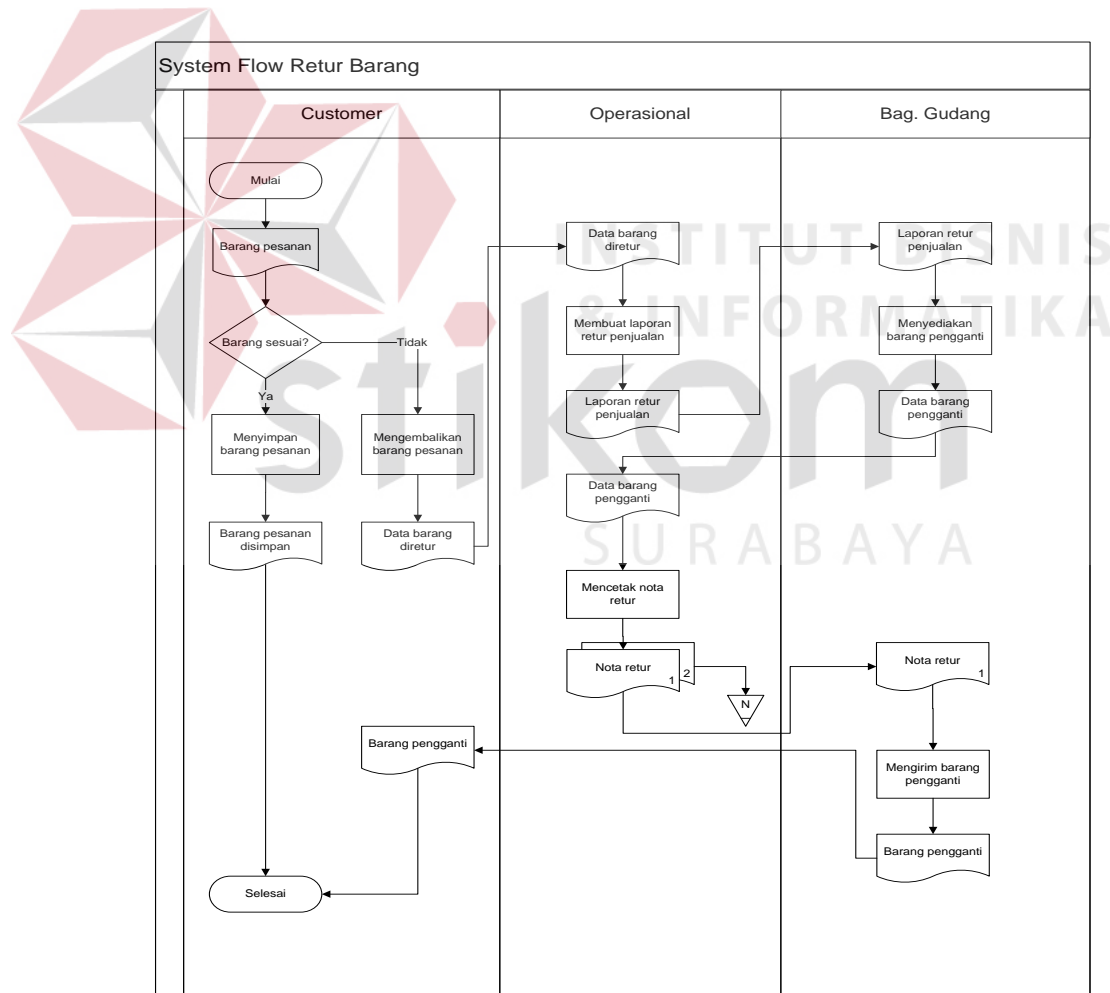 System Flow Retur Barang
Customer
Operasional
Bag. Gudang
Mulai
Barang pesanan
Barang sesuai?
Tidak
Ya
Menyimpan
barang pesanan
Mengembalikan
barang pesanan
Barang pesanan
disimpan
Data barang
diretur
Data barang
diretur
Membuat laporan
retur penjualan
Laporan retur
penjualan
Laporan retur
penjualan
Menyediakan
barang pengganti
Data barang
pengganti
Data barang
pengganti
Mencetak nota
retur
Nota retur
1
2
N
Nota retur
1
Mengirim barang
pengganti
Barang pengganti
Barang pengganti
Selesai
INSTITUT BISNIS
& INFORMATIKA
stikom
SURABAYA